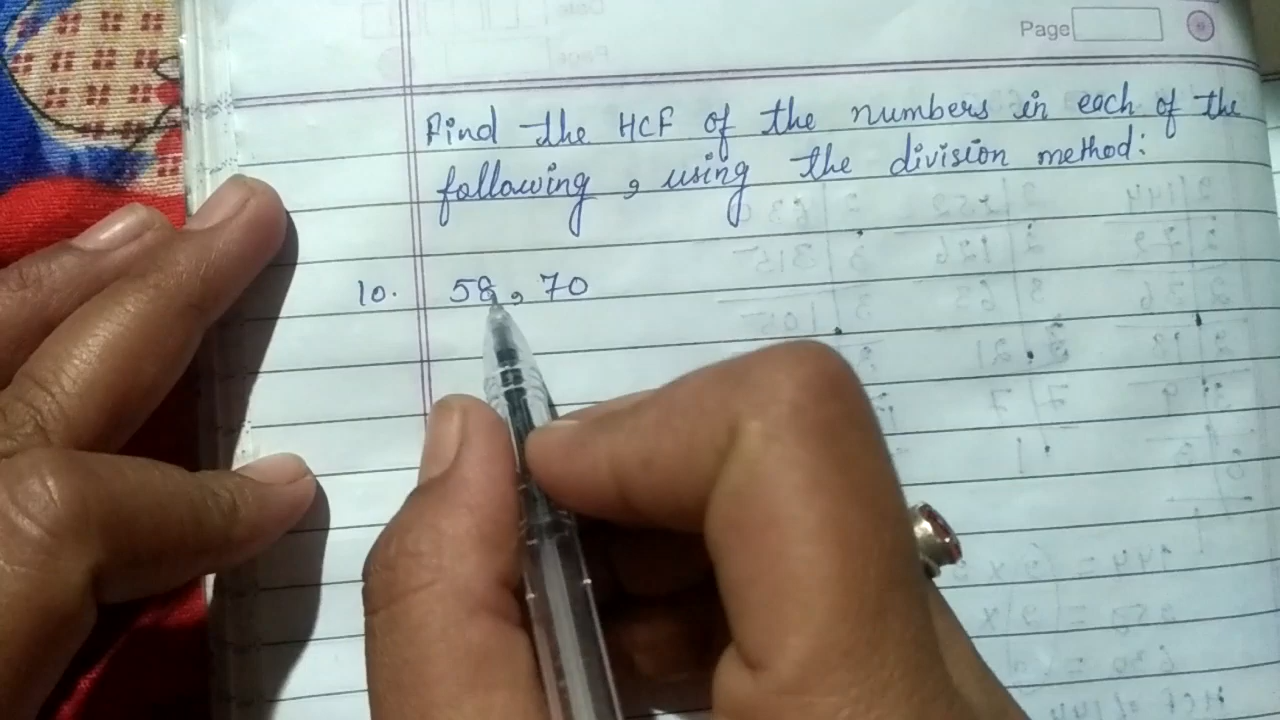 Page
Find the HCF of the numbers in each of the
following, using the division method:
10. 58, 70